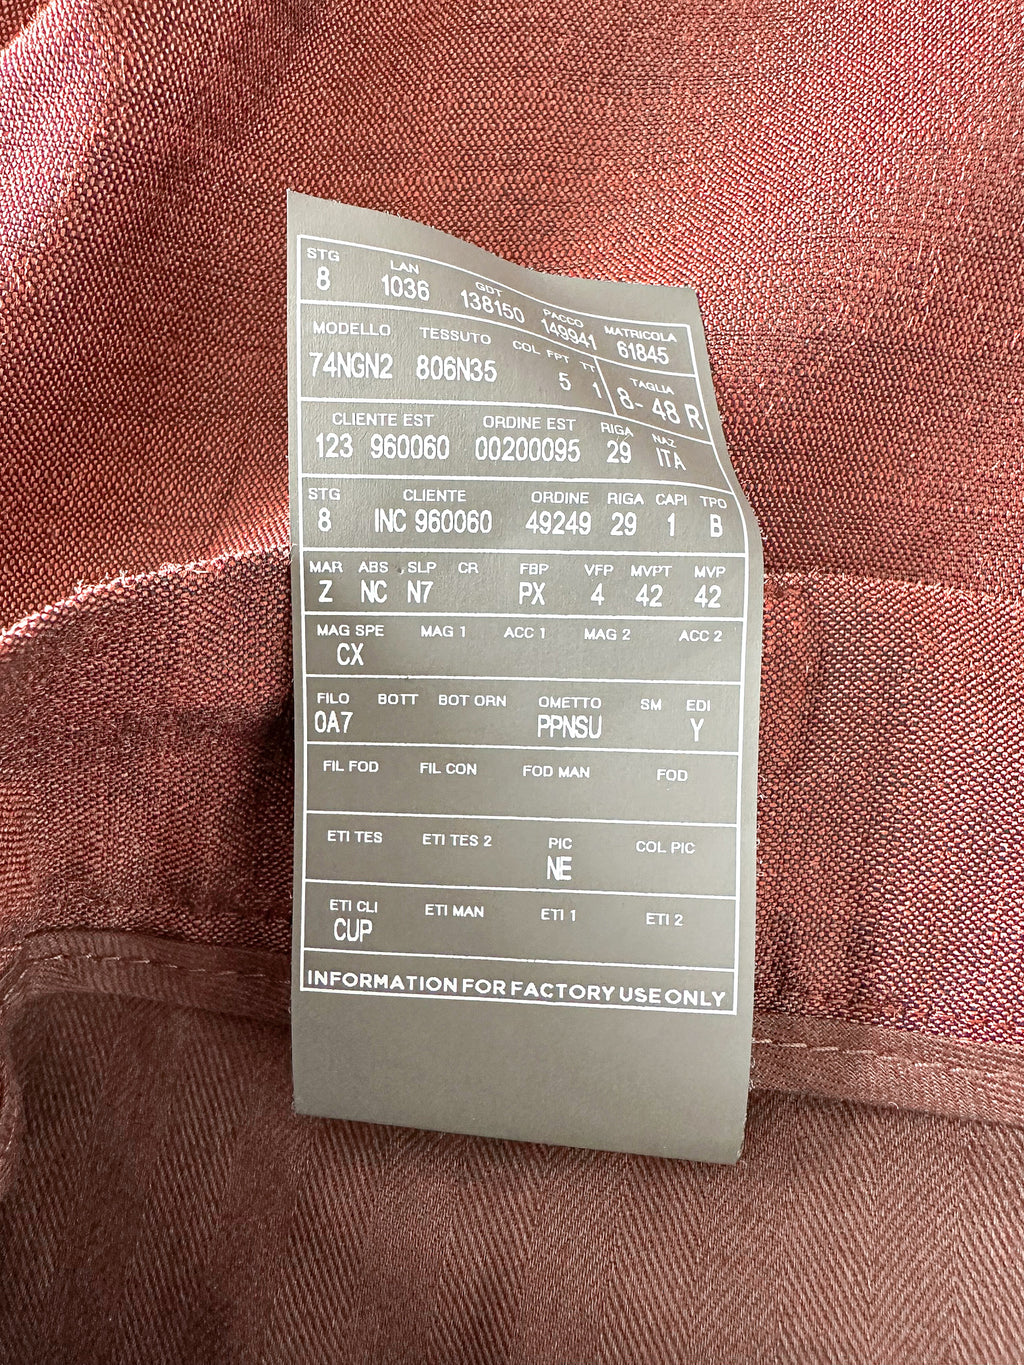 STG LAN GDT PACCO MATRICOLA
8 1036 138150 149941 61845
MODELLO TESSUTO COL FPT TT TAGLIA
74NGN2 806N35 5 1 8- 48 R
CLIENTE EST ORDINE EST RIGA NAZ
123 960060 00200095 29 ITA
STG CLIENTE ORDINE RIGA CAPI TPO
8 INC 960060 49249 29 1 B
MAR ABS SLP CR FBP VFP MVPT MVP
Z NC N7 PX 4 42 42
MAG SPE MAG 1 ACC 1 MAG 2 ACC 2
CX
FILO BOTT BOT ORN OMETTO SM EDI
0A7 PPNSU Y
FIL FOD FIL CON FOD MAN FOD
ETI TES ETI TES 2 PIC COL PIC
NE
ETI CLI ETI MAN ETI 1 ETI 2
CUP
INFORMATION FOR FACTORY USE ONLY